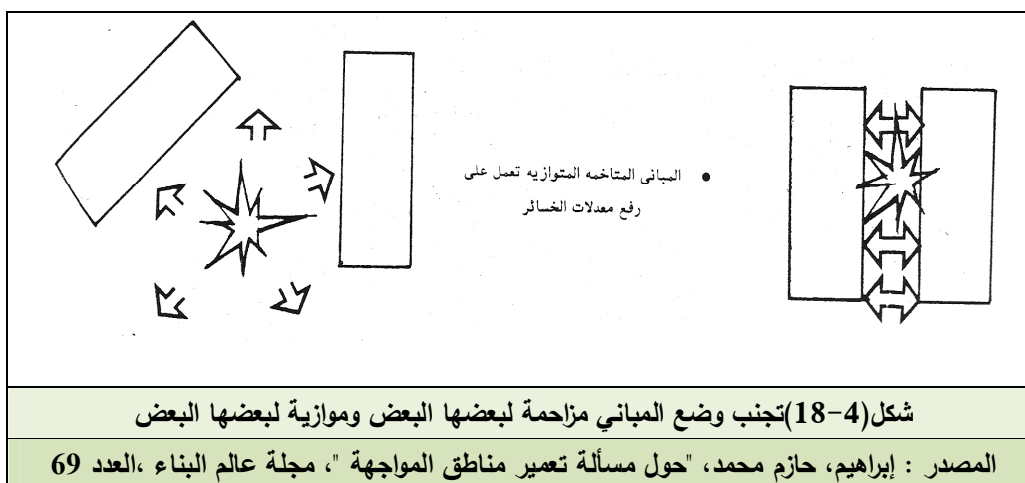 • المبانى المتاخمه المتوازيه تعمل على
رفع معدلات الخسائر
شكل(4-18)تجنب وضع المباني مزاحمة لبعضها البعض وموازية لبعضها البعض
المصدر : إبراهيم، حازم محمد، "حول مسألة تعمير مناطق المواجهة "، مجلة عالم البناء ،العدد 69